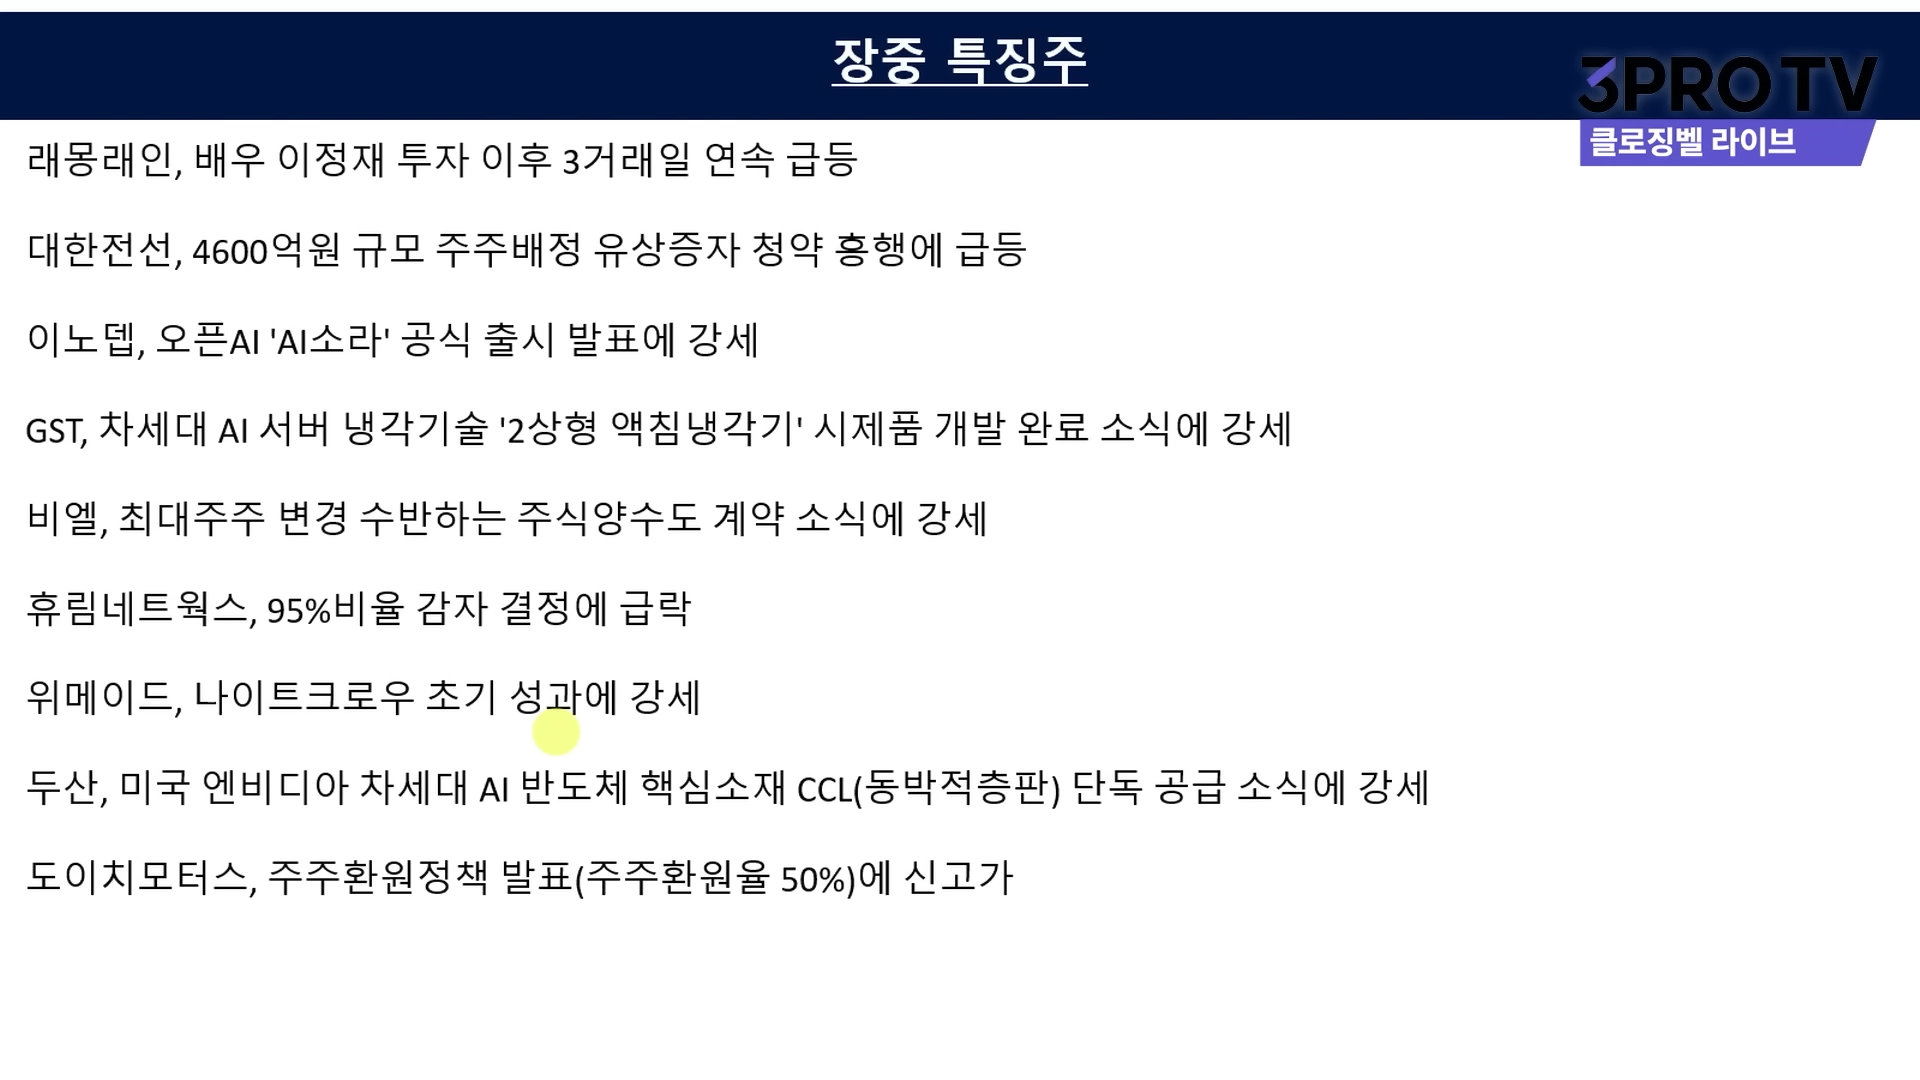 장중 특징주
3PRO TV
클로징벨 라이브
래몽래인, 배우 이정재 투자 이후 3거래일 연속 급등
대한전선, 4600억원 규모 주주배정 유상증자 청약 흥행에 급등
이노뎁, 오픈AI 'AI소라' 공식 출시 발표에 강세
GST, 차세대 AI 서버 냉각기술 '2상형 액침냉각기' 시제품 개발 완료 소식에 강세
비엘, 최대주주 변경 수반하는 주식양수도 계약 소식에 강세
휴림네트웍스, 95%비율 감자 결정에 급락
위메이드, 나이트크로우 초기 성과에 강세
두산, 미국 엔비디아 차세대 AI 반도체 핵심소재 CCL(동박적층판) 단독 공급 소식에 강세
도이치모터스, 주주환원정책 발표(주주환원율 50%)에 신고가